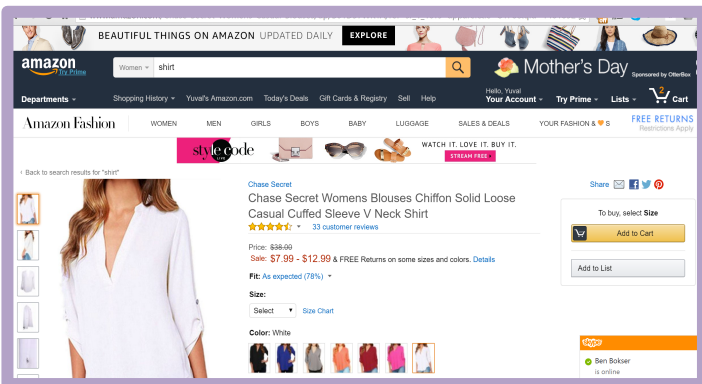 BEAUTIFUL THINGS ON AMAZON UPDATED DAILY EXPLORE
amazon
Try Prime
Women
shirt
Mother's Day Sponsored by OtterBox
Departments
Shopping History Yuval's Amazon.com Today's Deals Gift Cards & Registry Sell Help
Hello, Yuval
Your Account Try Prime Lists 2 Cart
Amazon Fashion WOMEN MEN GIRLS BOYS BABY LUGGAGE SALES & DEALS YOUR FASHION & S
FREE RETURNS
Restrictions Apply
style code
LIVE
WATCH IT. LOVE IT. BUY IT.
STREAM FREE
‹ Back to search results for "shirt"
Chase Secret
Chase Secret Womens Blouses Chiffon Solid Loose
Casual Cuffed Sleeve V Neck Shirt
33 customer reviews
Price: $38.00
Sale: $7.99 - $12.99 & FREE Returns on some sizes and colors. Details
Fit: As expected (78%)
Size:
Select Size Chart
Color: White
Share
To buy, select Size
Add to Cart
Add to List
skype
Ben Bokser
is online